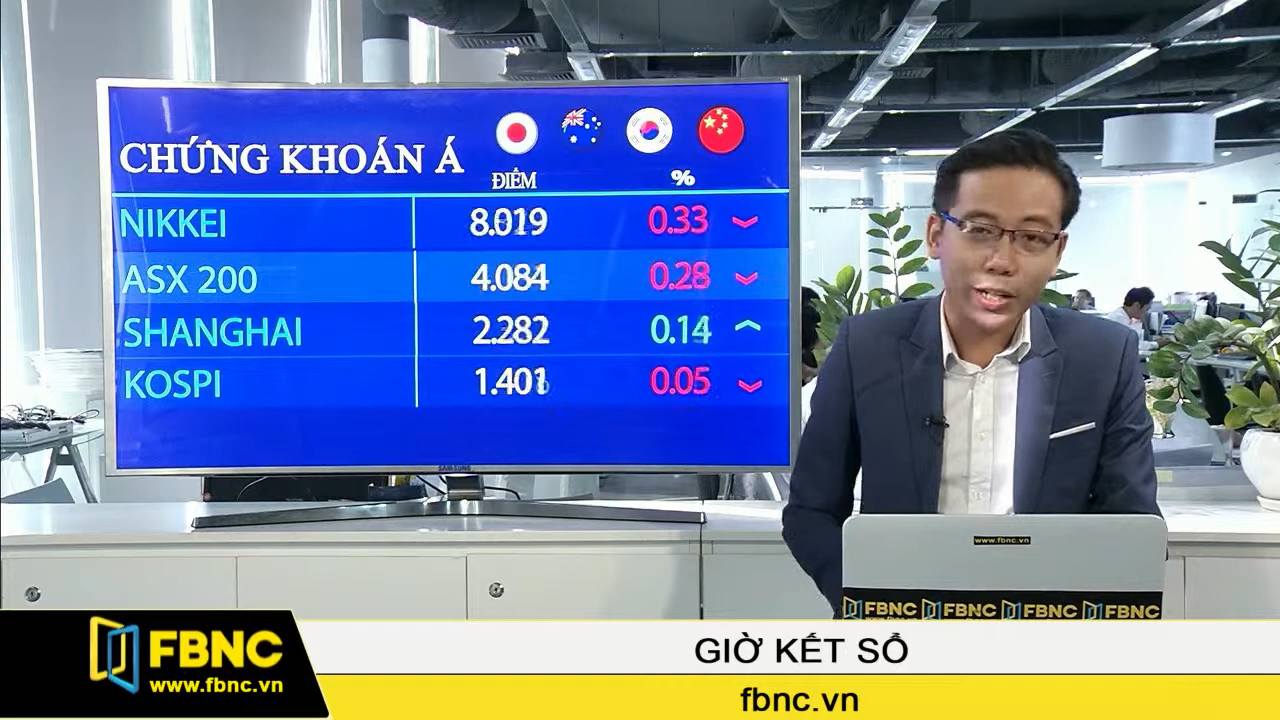 CHỨNG KHOÁN Á
ĐIỂM %
NIKKEI 8.019 0.33
ASX 200 4.084 0.28
SHANGHAI 2.282 0.14
KOSPI 1.401 0.05
SAMSUNG
www.fbnc.vn
FBNC FBNC FBNC FBNC
FBNC
www.fbnc.vn
GIỜ KẾT SỔ
fbnc.vn